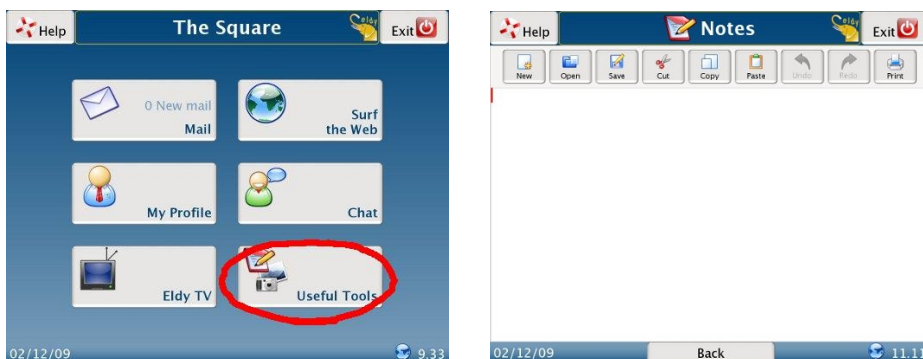 Help
The Square
eldy
Exit
0 New mail
Mail
Surf
the Web
My Profile
Chat
Eldy TV
Useful Tools
02/12/09
9.33
Help
Notes
eldy
Exit
New
Open
Save
Cut
Copy
Paste
Undo
Redo
Print
02/12/09
Back
11.11